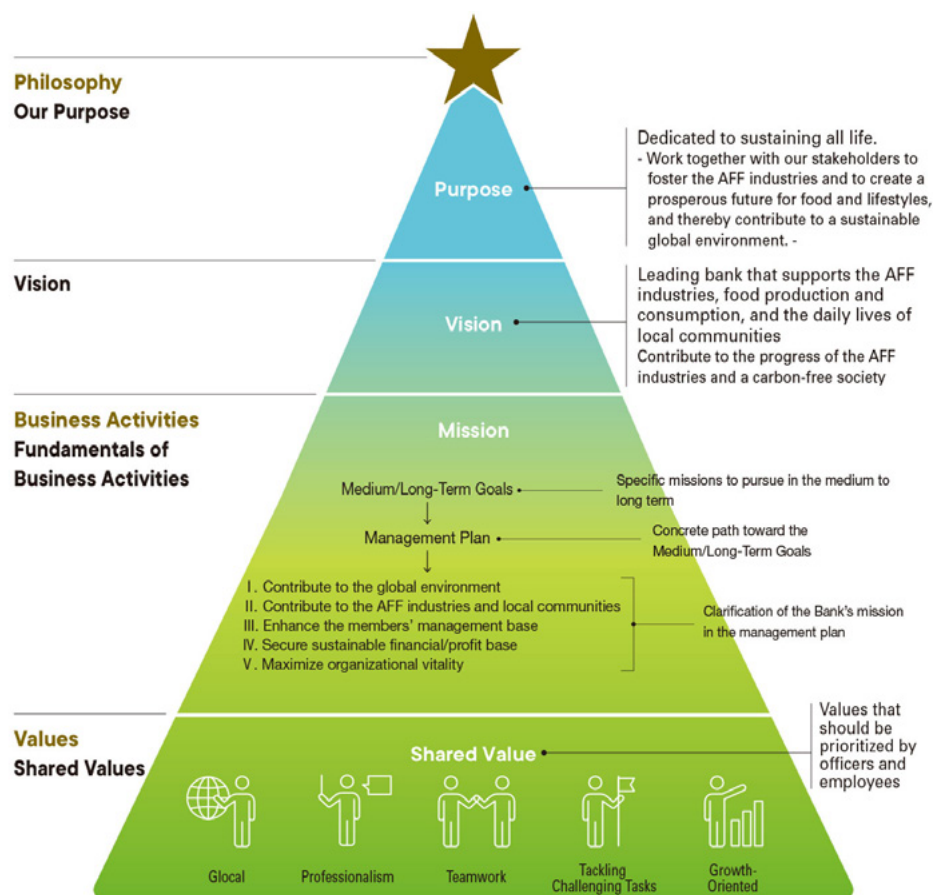 Philosophy
Our Purpose
Purpose
Dedicated to sustaining all life.
- Work together with our stakeholders to
foster the AFF industries and to create a
prosperous future for food and lifestyles,
and thereby contribute to a sustainable
global environment. -
Vision
Vision
Leading bank that supports the AFF
industries, food production and
consumption, and the daily lives of
local communities
Contribute to the progress of the AFF
industries and a carbon-free society
Business Activities
Fundamentals of
Business Activities
Mission
Medium/Long-Term Goals
Specific missions to pursue in the medium to
long term
Management Plan
Concrete path toward the
Medium/Long-Term Goals
I. Contribute to the global environment
II. Contribute to the AFF industries and local communities
III. Enhance the members' management base
IV. Secure sustainable financial/profit base
V. Maximize organizational vitality
Clarification of the Bank's mission
in the management plan
Values
Shared Values
Shared Value
Values that
should be
prioritized by
officers and
employees
Glocal
Professionalism
Teamwork
Tackling
Challenging Tasks
Growth-
Oriented